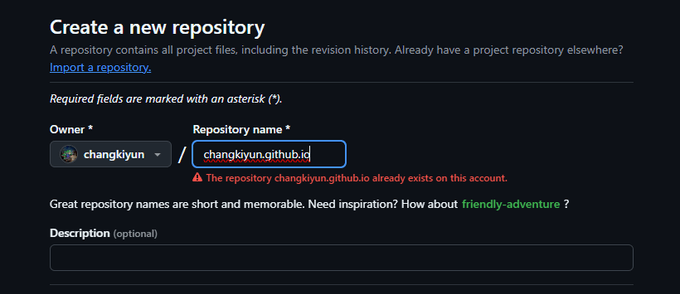 Create a new repository
A repository contains all project files, including the revision history. Already have a project repository elsewhere?
Import a repository.
Required fields are marked with an asterisk (*).
Owner * Repository name *
changkiyun / changkiyun.github.io
The repository changkiyun.github.io already exists on this account.
Great repository names are short and memorable. Need inspiration? How about friendly-adventure ?
Description (optional)